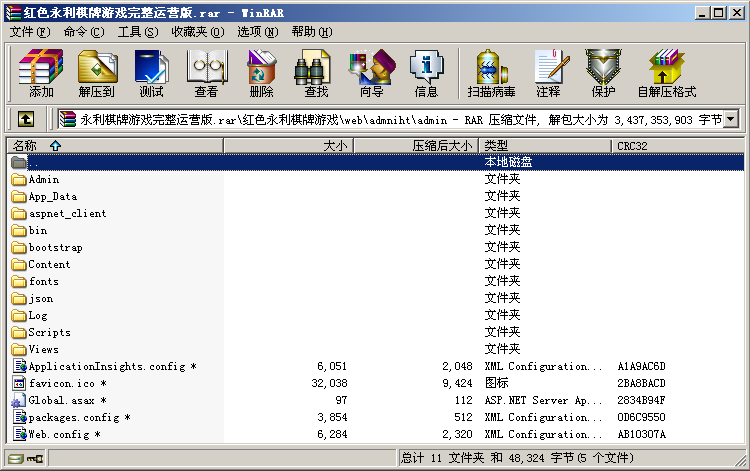 红色永利棋牌游戏完整运营版.rar - WinRAR
文件(F) 命令(C) 工具(S) 收藏夹(O) 选项(N) 帮助(H)
添加 解压到 测试 查看 删除 查找 向导 信息 扫描病毒 注释 保护 自解压格式
永利棋牌游戏完整运营版.rar\红色永利棋牌游戏\web\admniht\admin - RAR 压缩文件, 解包大小为 3,437,353,903 字节
名称 大小 压缩后大小 类型 CRC32
.. 本地磁盘
Admin 文件夹
App_Data 文件夹
aspnet_client 文件夹
bin 文件夹
bootstrap 文件夹
Content 文件夹
fonts 文件夹
json 文件夹
Log 文件夹
Scripts 文件夹
Views 文件夹
ApplicationInsights.config * 6,051 2,048 XML Configuration... A1A9AC6D
favicon.ico * 32,038 9,424 图标 2BA8BACD
Global.asax * 97 112 ASP.NET Server Ap... 2834B94F
packages.config * 3,854 512 XML Configuration... 0D6C9550
Web.config * 6,284 2,320 XML Configuration... AB10307A
总计 11 文件夹 和 48,324 字节(5 个文件)